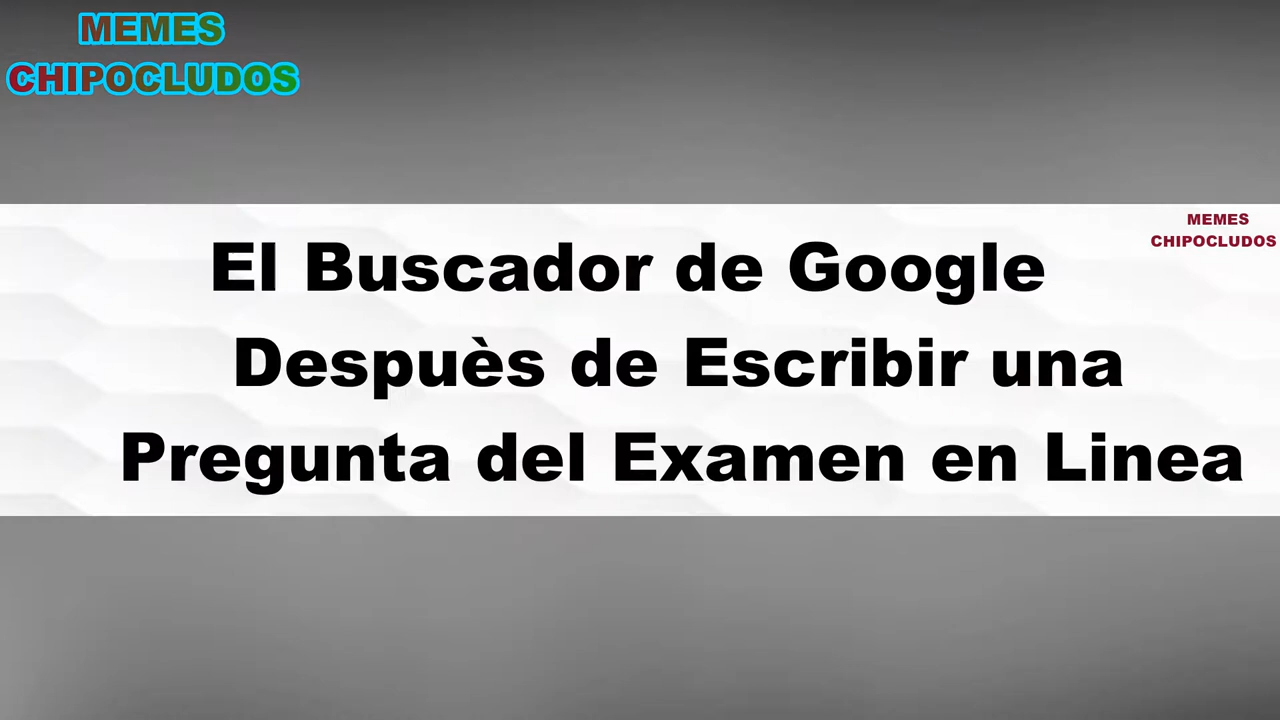 MEMES
CHIPOCLUDOS
MEMES
CHIPOCLUDOS
El Buscador de Google
Despuès de Escribir una
Pregunta del Examen en Linea